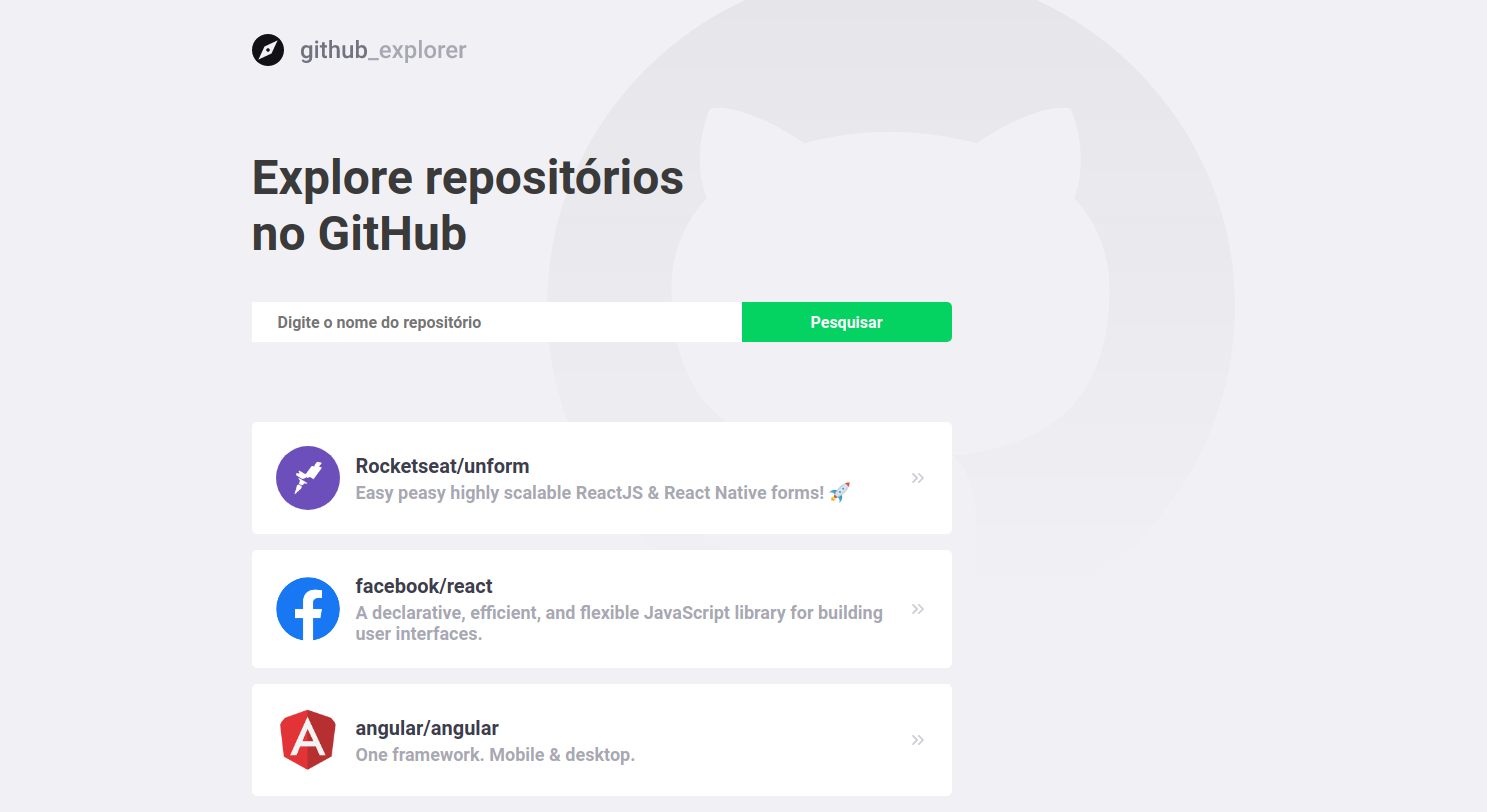 github_explorer
Explore repositórios
no GitHub
Digite o nome do repositório
Pesquisar
Rocketseat/unform
Easy peasy highly scalable ReactJS & React Native forms! 🚀
facebook/react
A declarative, efficient, and flexible JavaScript library for building
user interfaces.
angular/angular
One framework. Mobile & desktop.